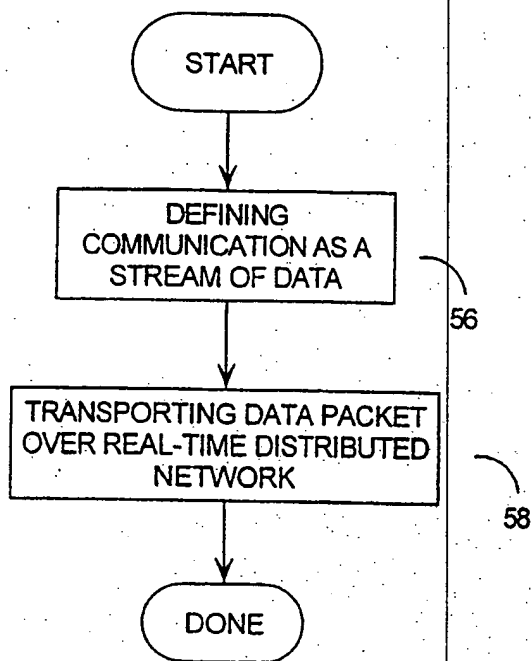 START
DEFINING
COMMUNICATION AS A
STREAM OF DATA
56
TRANSPORTING DATA PACKET
OVER REAL-TIME DISTRIBUTED
NETWORK
58
DONE